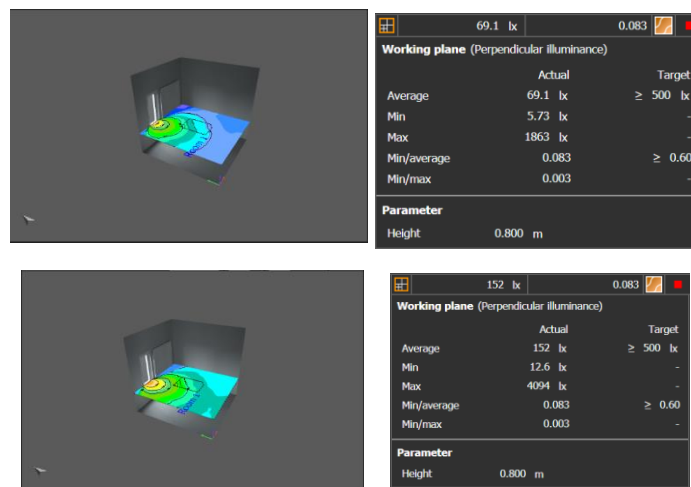 69.1 lx 0.083
Working plane (Perpendicular illuminance)
Actual Target
Average 69.1 lx ≥ 500 lx
Min 5.73 lx -
Max 1863 lx -
Min/average 0.083 ≥ 0.60
Min/max 0.003 -
Parameter
Height 0.800 m
Room 1
152 lx 0.083
Working plane (Perpendicular illuminance)
Actual Target
Average 152 lx ≥ 500 lx
Min 12.6 lx -
Max 4094 lx -
Min/average 0.083 ≥ 0.60
Min/max 0.003 -
Parameter
Height 0.800 m